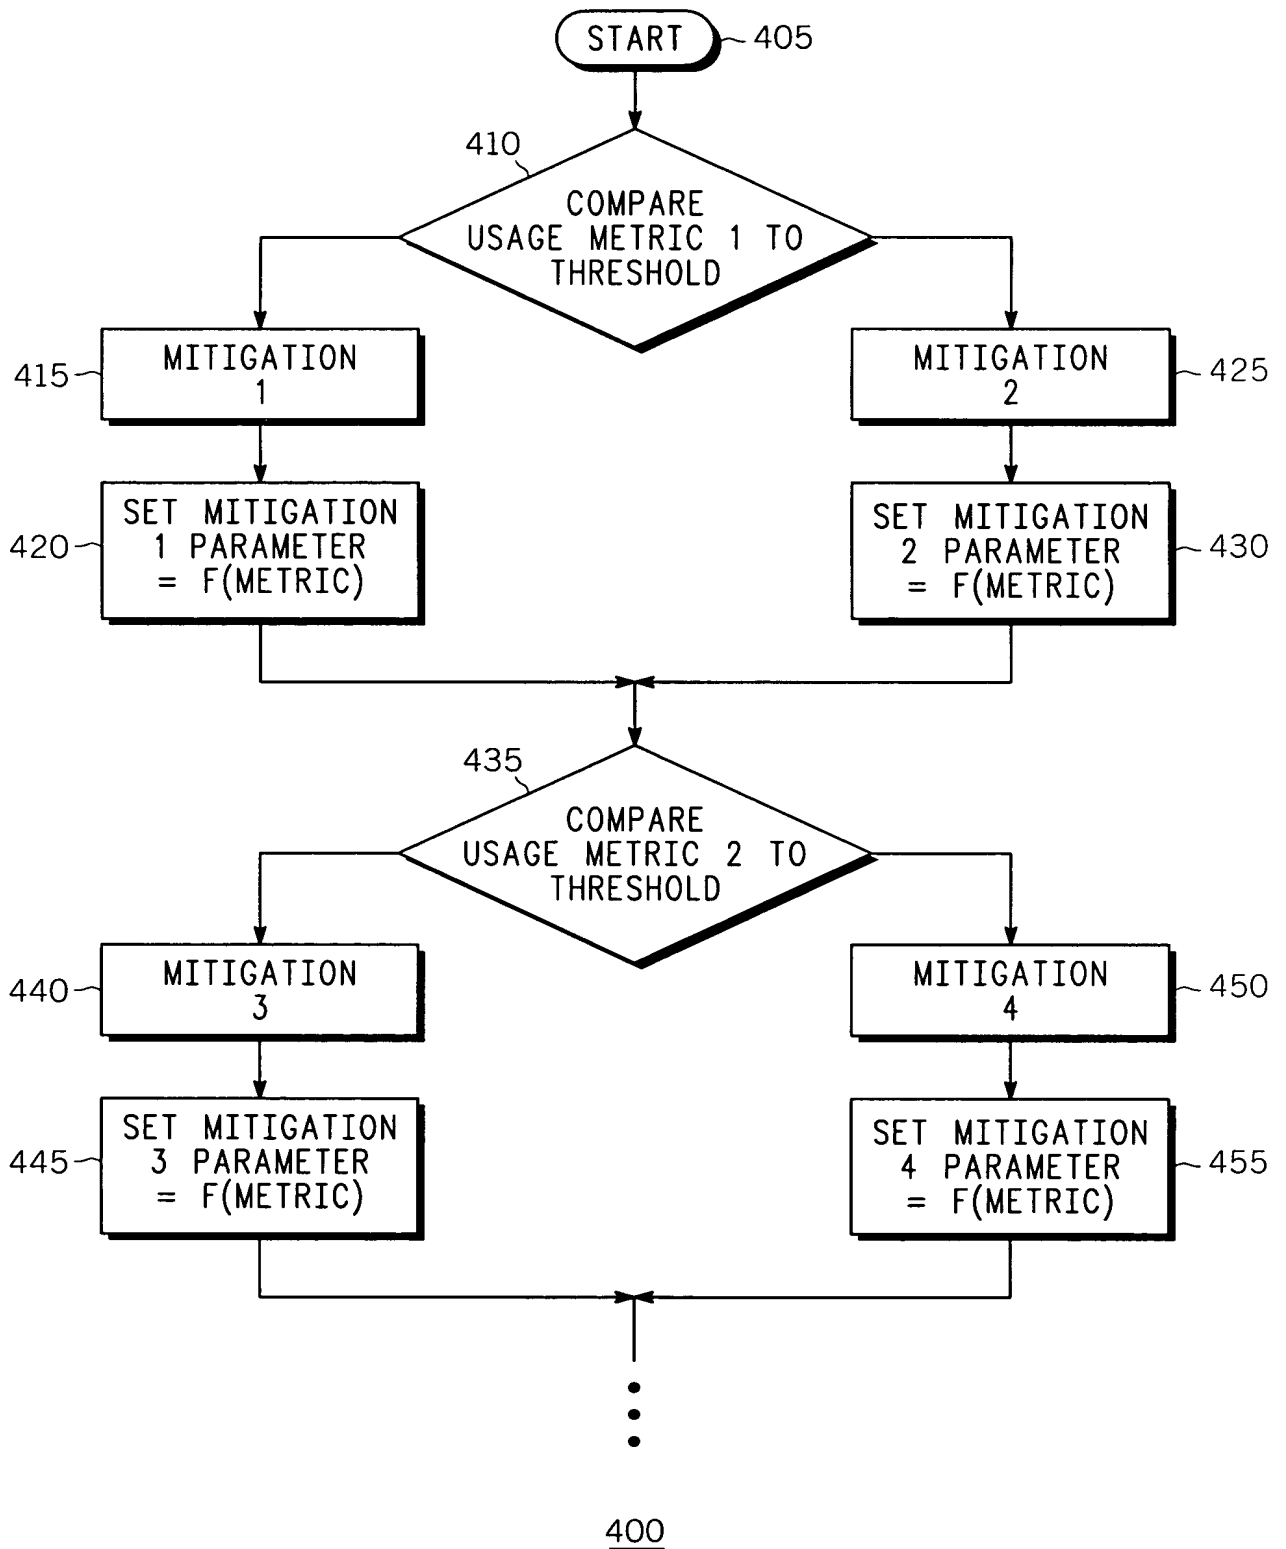 START
405
410
COMPARE
USAGE METRIC 1 TO
THRESHOLD
MITIGATION
1
415
MITIGATION
2
425
SET MITIGATION
1 PARAMETER
= F(METRIC)
420
SET MITIGATION
2 PARAMETER
= F(METRIC)
430
435
COMPARE
USAGE METRIC 2 TO
THRESHOLD
MITIGATION
3
440
MITIGATION
4
450
SET MITIGATION
3 PARAMETER
= F(METRIC)
445
SET MITIGATION
4 PARAMETER
= F(METRIC)
455
400